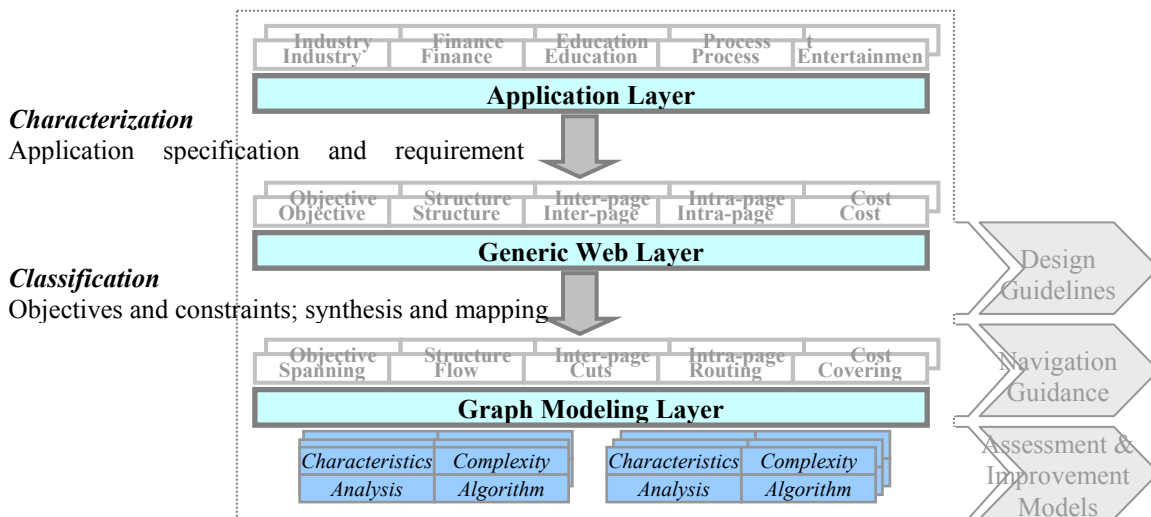 Industry Finance Education Process t
Industry Finance Education Process Entertainmen
Application Layer
Characterization
Application specification and requirement
Objective Structure Inter-page Intra-page Cost
Objective Structure Inter-page Intra-page Cost
Generic Web Layer
Classification
Objectives and constraints; synthesis and mapping
Objective Structure Inter-page Intra-page Cost
Spanning Flow Cuts Routing Covering
Graph Modeling Layer
Characteristics Complexity
Analysis Algorithm
Characteristics Complexity
Analysis Algorithm
Design
Guidelines
Navigation
Guidance
Assessment &
Improvement
Models